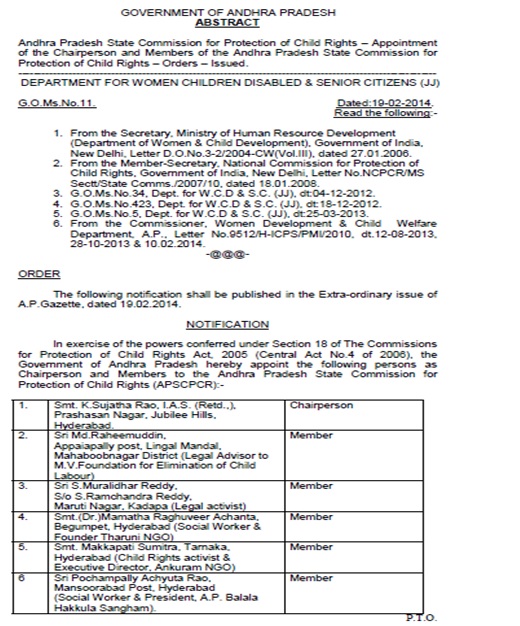 GOVERNMENT OF ANDHRA PRADESH
ABSTRACT
Andhra Pradesh State Commission for Protection of Child Rights – Appointment
of the Chairperson and Members of the Andhra Pradesh State Commission for
Protection of Child Rights – Orders – Issued.
DEPARTMENT FOR WOMEN CHILDREN DISABLED & SENIOR CITIZENS (JJ)
G.O.Ms.No.11. Dated:19-02-2014.
Read the following:-
1. From the Secretary, Ministry of Human Resource Development
(Department of Women & Child Development), Government of India,
New Delhi, Letter D.O.No.3-2/2004-CW(Vol.III), dated 27.01.2006.
2. From the Member-Secretary, National Commission for Protection of
Child Rights, Government of India, New Delhi, Letter No.NCPCR/MS
Sectt/State Comms./2007/10, dated 18.01.2008.
3. G.O.Ms.No.34, Dept. for W.C.D & S.C. (JJ), dt:04-12-2012.
4. G.O.Ms.No.423, Dept. for W.C.D & S.C. (JJ), dt:18-12-2012.
5. G.O.Ms.No.5, Dept. for W.C.D & S.C. (JJ), dt:25-03-2013.
6. From the Commissioner, Women Development & Child Welfare
Department, A.P., Letter No.9512/H-ICPS/PMI/2010, dt.12-08-2013,
28-10-2013 & 10.02.2014.
-@@@-
ORDER
The following notification shall be published in the Extra-ordinary issue of
A.P.Gazette, dated 19.02.2014.
NOTIFICATION
In exercise of the powers conferred under Section 18 of The Commissions
for Protection of Child Rights Act, 2005 (Central Act No.4 of 2006), the
Government of Andhra Pradesh hereby appoint the following persons as
Chairperson and Members to the Andhra Pradesh State Commission for
Protection of Child Rights (APSCPCR):-
1. Smt. K.Sujatha Rao, I.A.S. (Retd.,), Chairperson
Prashasan Nagar, Jubilee Hills,
Hyderabad.
2. Sri Md.Raheemuddin, Member
Appaiapally post, Lingal Mandal,
Mahaboobnagar District (Legal Advisor to
M.V.Foundation for Elimination of Child
Labour)
3. Sri S.Muralidhar Reddy, Member
S/o S.Ramchandra Reddy,
Maruti Nagar, Kadapa (Legal activist)
4. Smt.(Dr.)Mamatha Raghuveer Achanta, Member
Begumpet, Hyderabad (Social Worker &
Founder Tharuni NGO)
5. Smt. Makkapati Sumitra, Tarnaka, Member
Hyderabad (Child Rights activist &
Executive Director, Ankuram NGO)
6 Sri Pochampally Achyuta Rao, Member
Mansoorabad Post, Hyderabad
(Social Worker & President, A.P. Balala
Hakkula Sangham).
P.T.O.